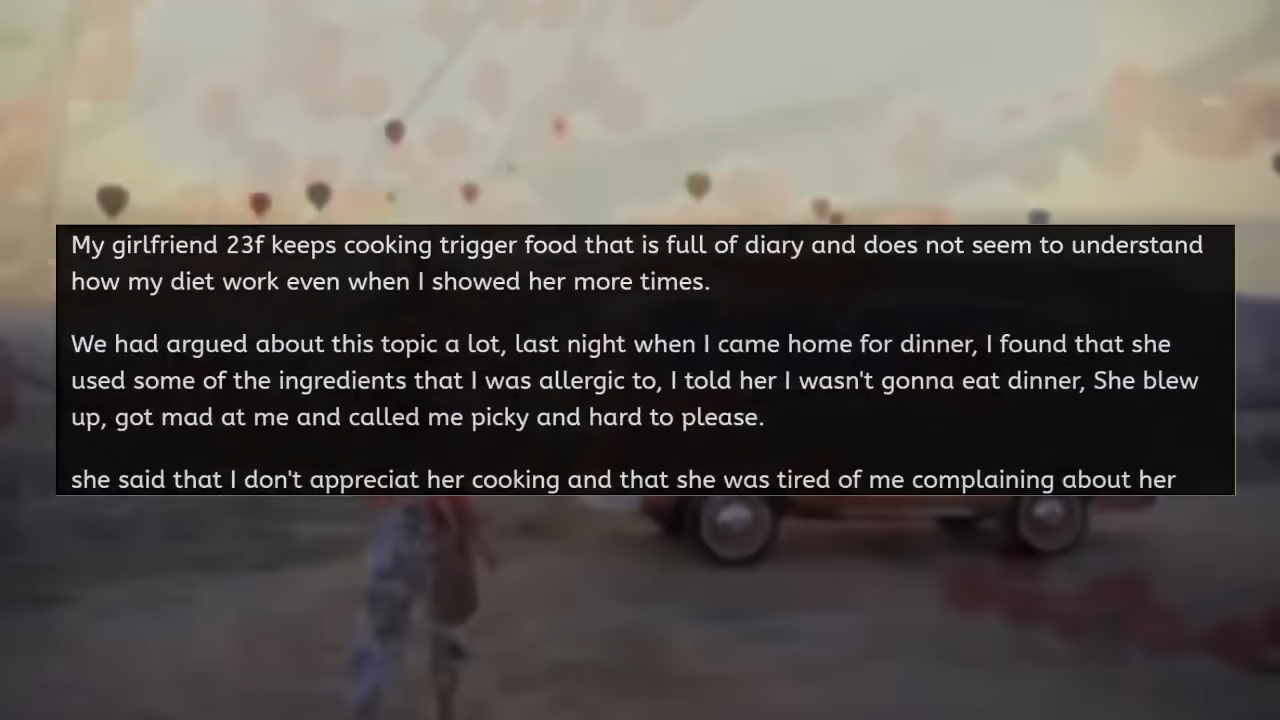 My girlfriend 23f keeps cooking trigger food that is full of diary and does not seem to understand
how my diet work even when I showed her more times.
We had argued about this topic a lot, last night when I came home for dinner, I found that she
used some of the ingredients that I was allergic to, I told her I wasn't gonna eat dinner, She blew
up, got mad at me and called me picky and hard to please.
she said that I don't appreciat her cooking and that she was tired of me complaining about her